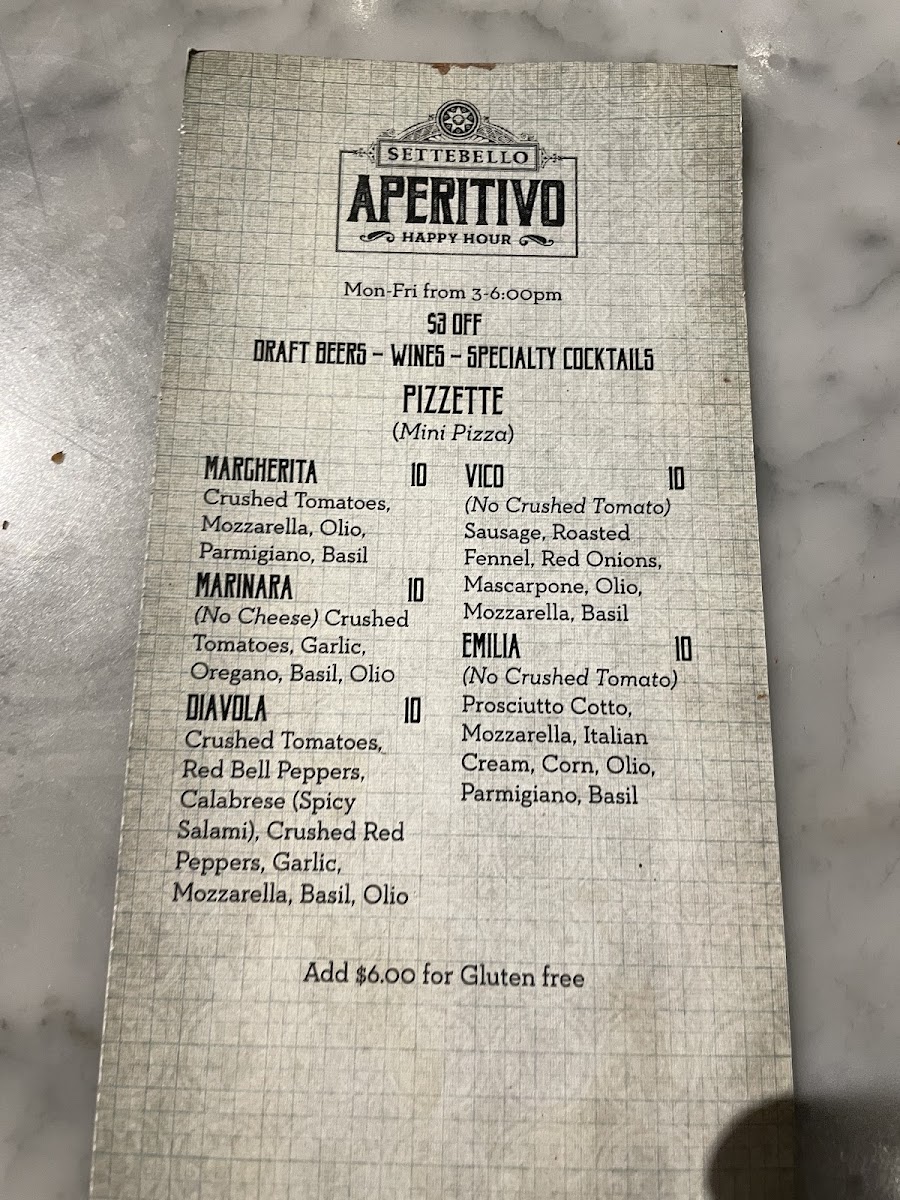 SETTEBELLO
APERITIVO
HAPPY HOUR
Mon-Fri from 3-6:00pm
$3 OFF
DRAFT BEERS – WINES – SPECIALTY COCKTAILS
PIZZETTE
(Mini Pizza)
MARGHERITA 10
Crushed Tomatoes,
Mozzarella, Olio,
Parmigiano, Basil
MARINARA 10
(No Cheese) Crushed
Tomatoes, Garlic,
Oregano, Basil, Olio
DIAVOLA 10
Crushed Tomatoes,
Red Bell Peppers,
Calabrese (Spicy
Salami), Crushed Red
Peppers, Garlic,
Mozzarella, Basil, Olio
VICO 10
(No Crushed Tomato)
Sausage, Roasted
Fennel, Red Onions,
Mascarpone, Olio,
Mozzarella, Basil
EMILIA 10
(No Crushed Tomato)
Prosciutto Cotto,
Mozzarella, Italian
Cream, Corn, Olio,
Parmigiano, Basil
Add $6.00 for Gluten free